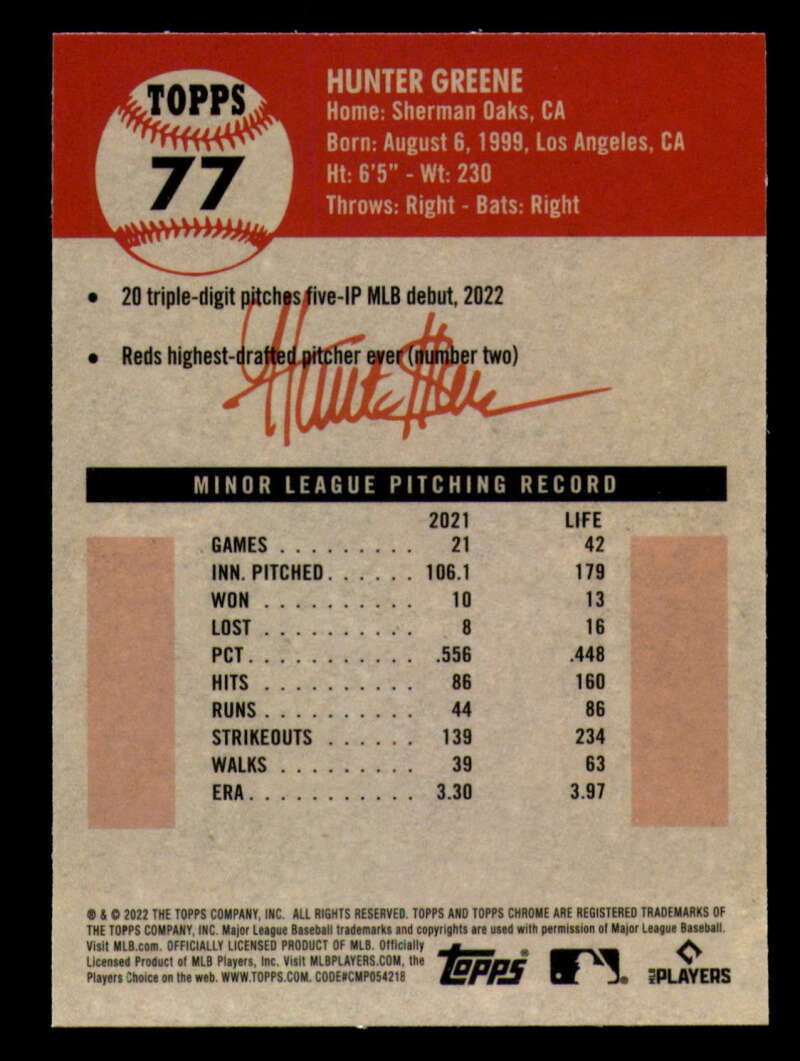 TOPPS
77
HUNTER GREENE
Home: Sherman Oaks, CA
Born: August 6, 1999, Los Angeles, CA
Ht: 6'5" - Wt: 230
Throws: Right - Bats: Right
• 20 triple-digit pitches five-IP MLB debut, 2022
• Reds highest-drafted pitcher ever (number two)
Hunter Greene
MINOR LEAGUE PITCHING RECORD
2021 LIFE
GAMES . . . . . . . . . 21 42
INN. PITCHED . . . . . . 106.1 179
WON . . . . . . . . . . 10 13
LOST . . . . . . . . . . 8 16
PCT . . . . . . . . . . . .556 .448
HITS . . . . . . . . . . 86 160
RUNS . . . . . . . . . . 44 86
STRIKEOUTS . . . . . . 139 234
WALKS . . . . . . . . . 39 63
ERA . . . . . . . . . . . 3.30 3.97
® & © 2022 THE TOPPS COMPANY, INC. ALL RIGHTS RESERVED. TOPPS AND TOPPS CHROME ARE REGISTERED TRADEMARKS OF
THE TOPPS COMPANY, INC. Major League Baseball trademarks and copyrights are used with permission of Major League Baseball.
Visit MLB.com. OFFICIALLY LICENSED PRODUCT OF MLB. Officially
Licensed Product of MLB Players, Inc. Visit MLBPLAYERS.COM, the
Players Choice on the web. WWW.TOPPS.COM. CODE#CMP054218
Topps®
MLB PLAYERS